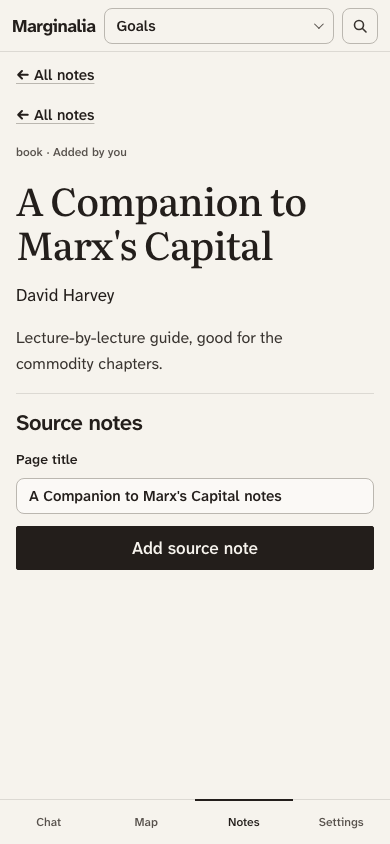 Marginalia
Goals
← All notes
← All notes
book · Added by you
A Companion to
Marx's Capital
David Harvey
Lecture-by-lecture guide, good for the
commodity chapters.
Source notes
Page title
A Companion to Marx's Capital notes
Add source note
Chat
Map
Notes
Settings